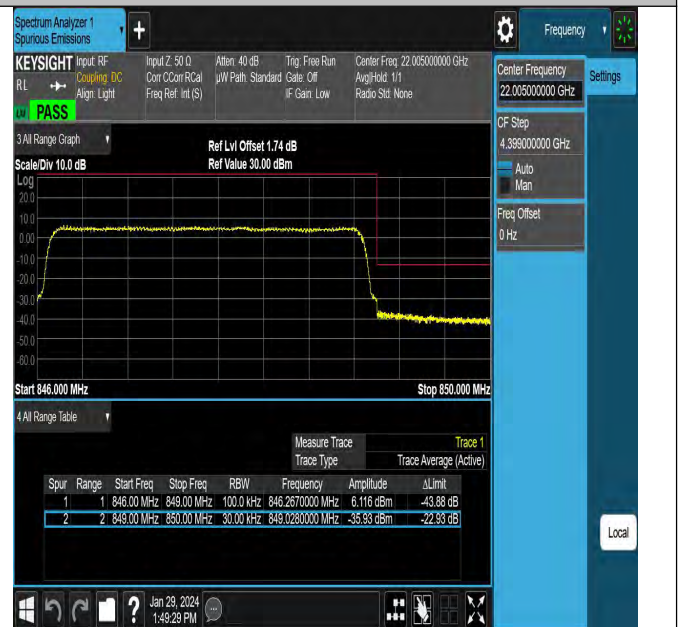 Spectrum Analyzer 1
Spurious Emissions
+
Frequency
KEYSIGHT
RL
Input: RF
Coupling: DC
Align: Light
Input Z: 50 Ω
Corr CCorr RCal
Freq Ref: Int (S)
Atten: 40 dB
µW Path: Standard
Trig: Free Run
Gate: Off
IF Gain: Low
Center Freq: 22.005000000 GHz
Avg|Hold: 1/1
Radio Std: None
PASS
Center Frequency
22.005000000 GHz
Settings
CF Step
4.399000000 GHz
Auto
Man
Freq Offset
0 Hz
3 All Range Graph
Scale/Div 10.0 dB
Ref Lvl Offset 1.74 dB
Ref Value 30.00 dBm
Log
20.0
10.0
0.00
-10.0
-20.0
-30.0
-40.0
-50.0
-60.0
Start 846.000 MHz
Stop 850.000 MHz
4 All Range Table
Measure Trace Trace 1
Trace Type Trace Average (Active)
Spur Range Start Freq Stop Freq RBW Frequency Amplitude ΔLimit
1 1 846.00 MHz 849.00 MHz 100.0 kHz 846.2670000 MHz 6.116 dBm -43.88 dB
2 2 849.00 MHz 850.00 MHz 30.00 kHz 849.0280000 MHz -35.93 dBm -22.93 dB
Local
?
Jan 29, 2024
1:49:29 PM